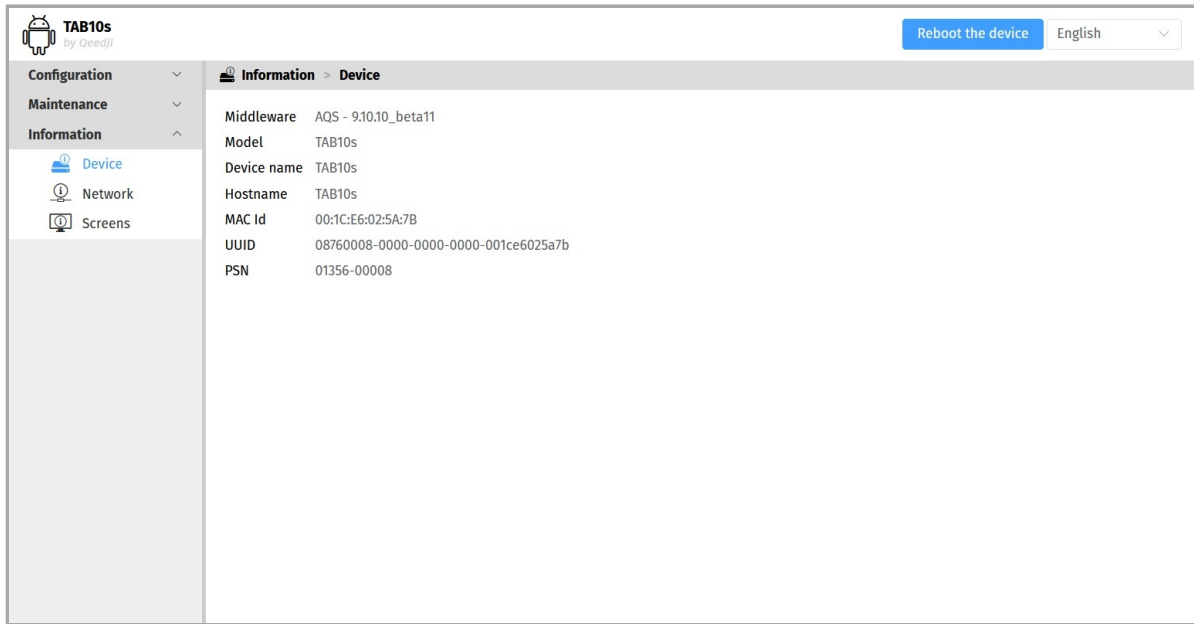 TAB10s
by Qeedji
Reboot the device
English
Configuration
Maintenance
Information
Device
Network
Screens
Information > Device
Middleware AQS - 9.10.10_beta11
Model TAB10s
Device name TAB10s
Hostname TAB10s
MAC Id 00:1C:E6:02:5A:7B
UUID 08760008-0000-0000-0000-001ce6025a7b
PSN 01356-00008